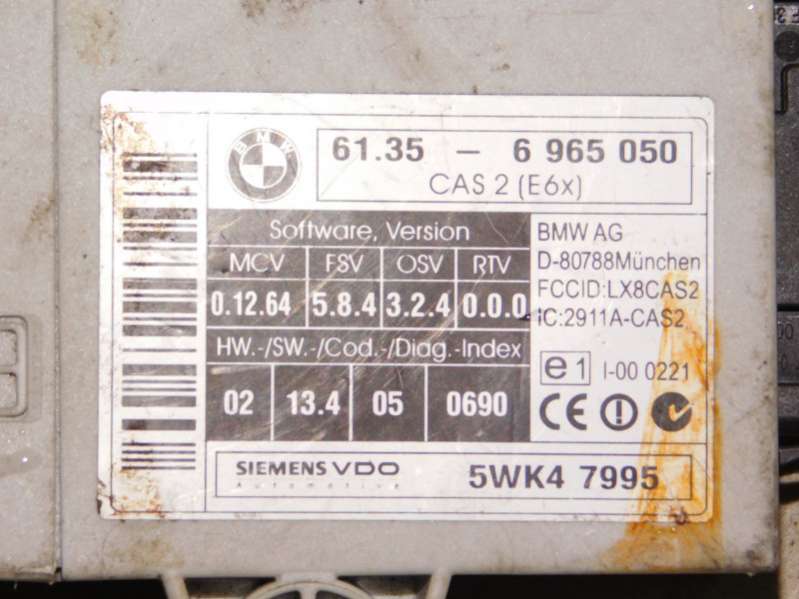 BMW
61.35 - 6 965 050
CAS 2 (E6x)
Software, Version
MCV FSV OSV RTV
0.12.64 5.8.4 3.2.4 0.0.0
HW.-/SW.-/Cod.-/Diag.-Index
02 13.4 05 0690
BMW AG
D-80788München
FCCID:LX8CAS2
IC:2911A-CAS2
e1 I-00 0221
CE
SIEMENS VDO
Automotive
5WK4 7995